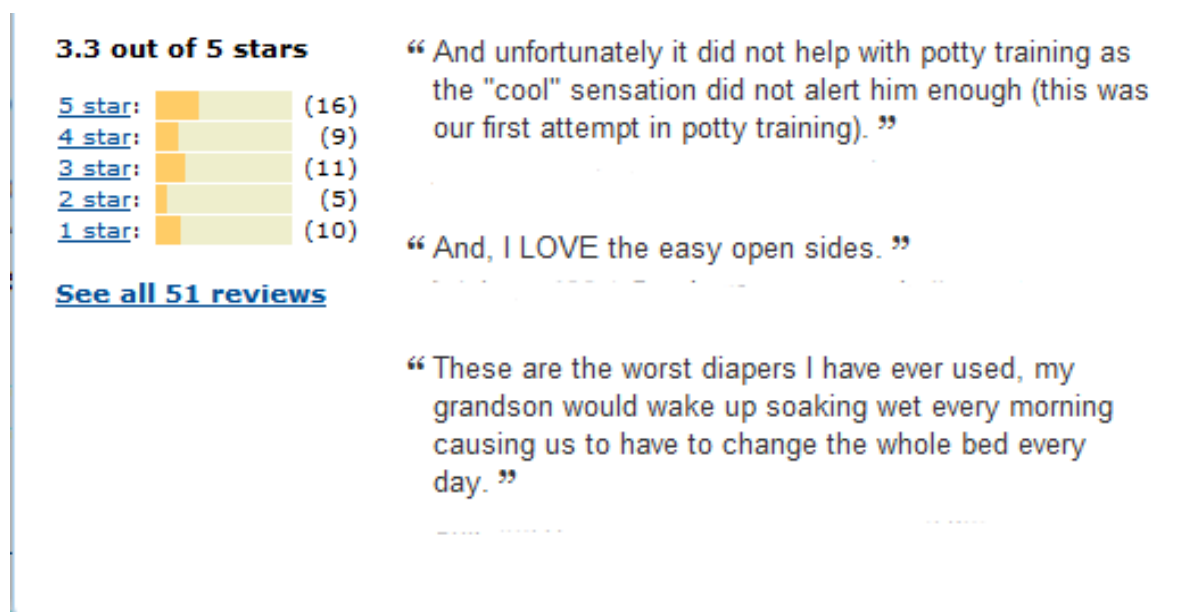 3.3 out of 5 stars
5 star: (16)
4 star: (9)
3 star: (11)
2 star: (5)
1 star: (10)
See all 51 reviews
“ And unfortunately it did not help with potty training as
the "cool" sensation did not alert him enough (this was
our first attempt in potty training). ”
“ And, I LOVE the easy open sides. ”
“ These are the worst diapers I have ever used, my
grandson would wake up soaking wet every morning
causing us to have to change the whole bed every
day. ”